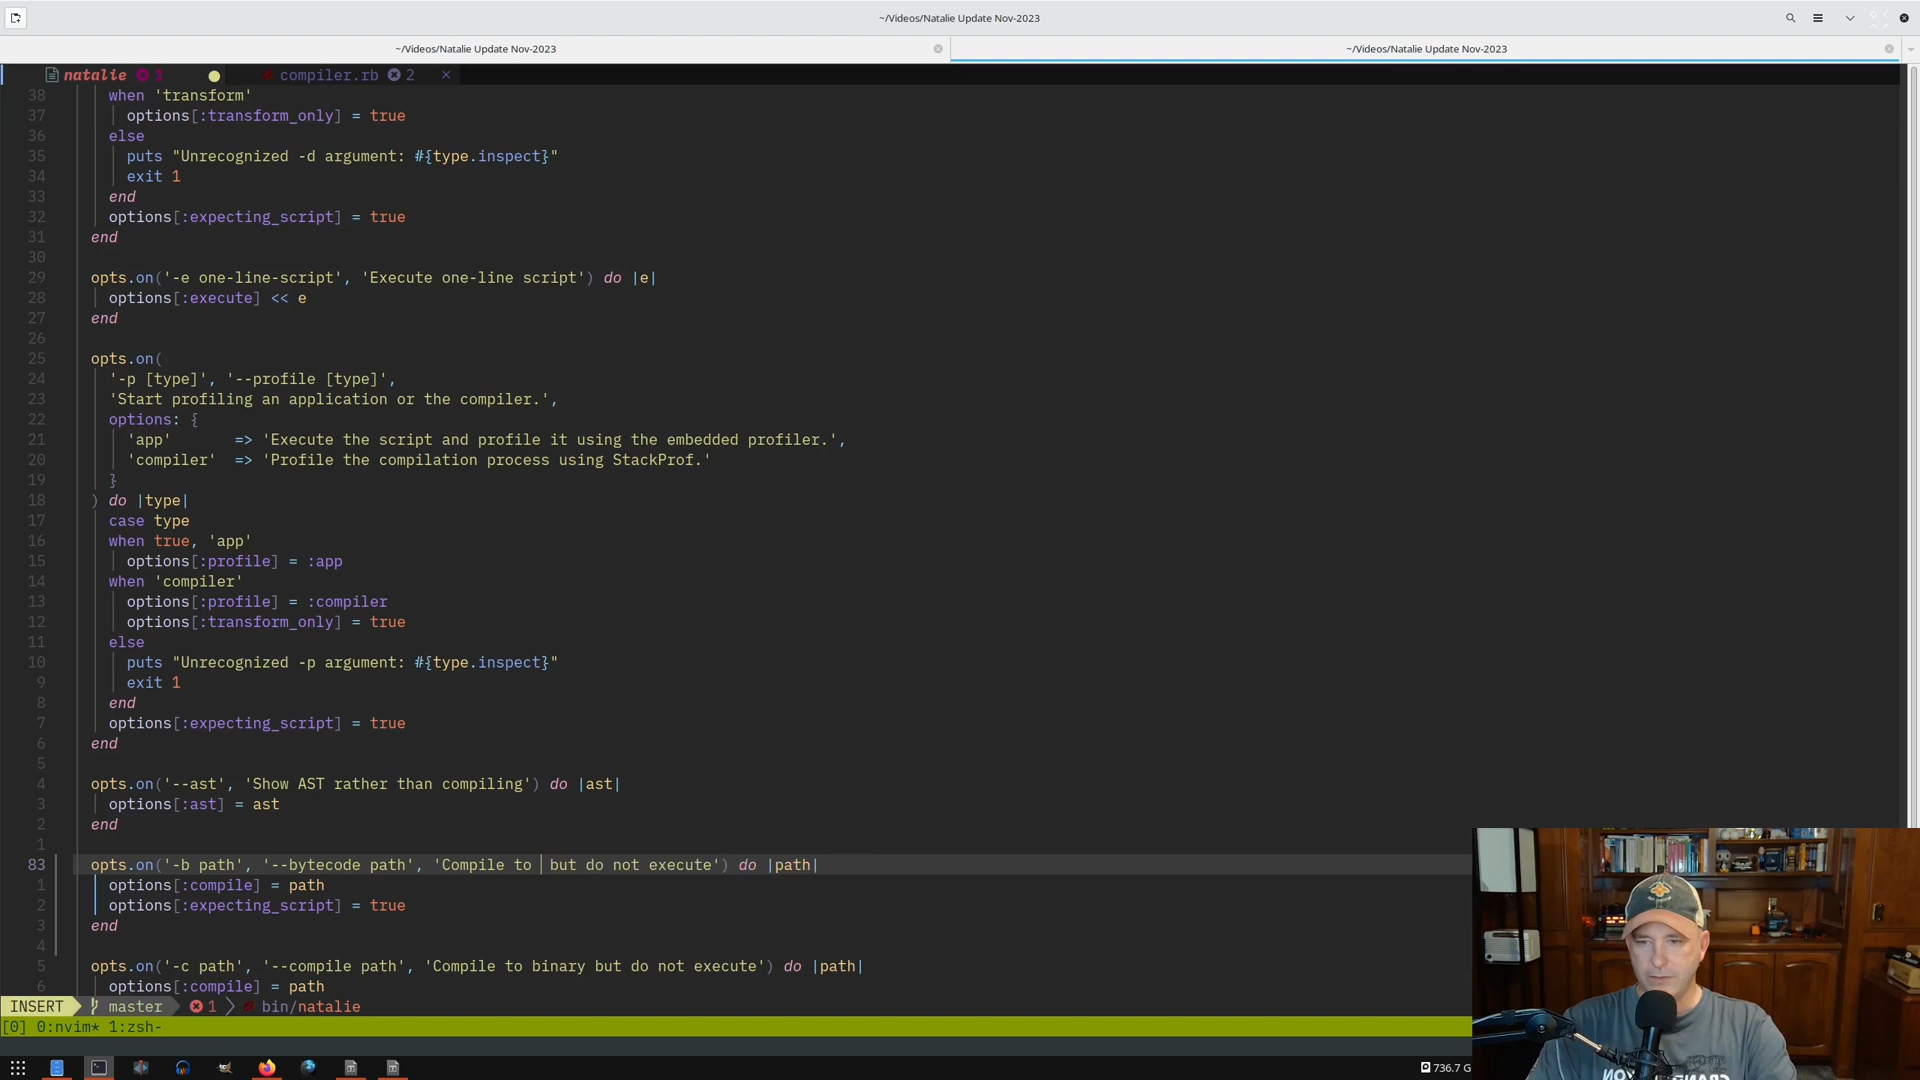 ~/Videos/Natalie Update Nov-2023
~/Videos/Natalie Update Nov-2023
~/Videos/Natalie Update Nov-2023
natalie 1
compiler.rb 2
38 when 'transform'
37 options[:transform_only] = true
36 else
35 puts "Unrecognized -d argument: #{type.inspect}"
34 exit 1
33 end
32 options[:expecting_script] = true
31 end
30
29 opts.on('-e one-line-script', 'Execute one-line script') do |e|
28 options[:execute] << e
27 end
26
25 opts.on(
24 '-p [type]', '--profile [type]',
23 'Start profiling an application or the compiler.',
22 options: {
21 'app' => 'Execute the script and profile it using the embedded profiler.',
20 'compiler' => 'Profile the compilation process using StackProf.'
19 }
18 ) do |type|
17 case type
16 when true, 'app'
15 options[:profile] = :app
14 when 'compiler'
13 options[:profile] = :compiler
12 options[:transform_only] = true
11 else
10 puts "Unrecognized -p argument: #{type.inspect}"
9 exit 1
8 end
7 options[:expecting_script] = true
6 end
5
4 opts.on('--ast', 'Show AST rather than compiling') do |ast|
3 options[:ast] = ast
2 end
1
83 opts.on('-b path', '--bytecode path', 'Compile to  but do not execute') do |path|
1 options[:compile] = path
2 options[:expecting_script] = true
3 end
4
5 opts.on('-c path', '--compile path', 'Compile to binary but do not execute') do |path|
6 options[:compile] = path
INSERT master 1 bin/natalie
[0] 0:nvim* 1:zsh-
736.7 G